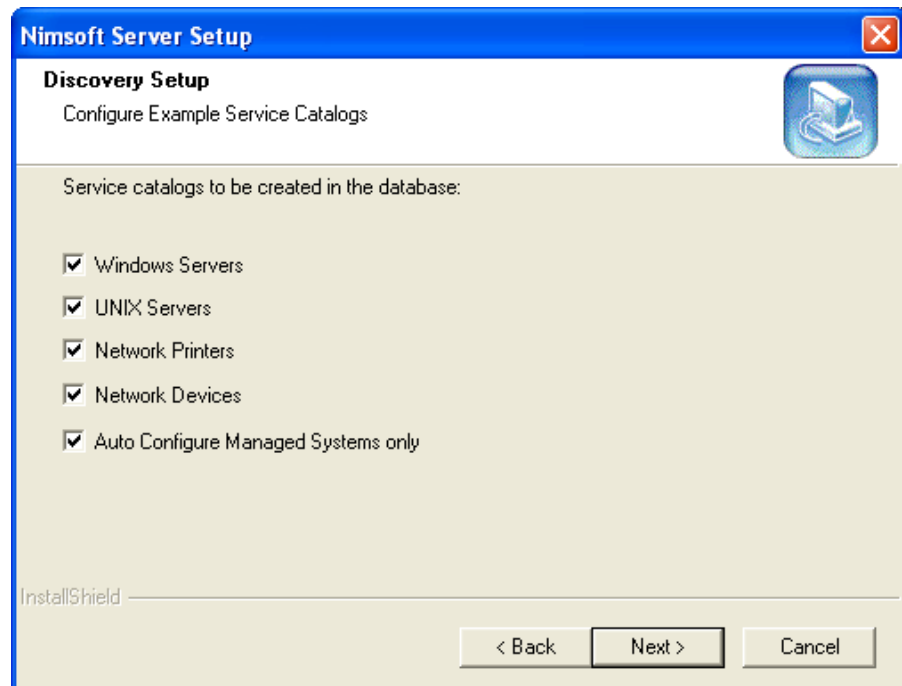 Nimsoft Server Setup
Discovery Setup
Configure Example Service Catalogs
Service catalogs to be created in the database:
Windows Servers
UNIX Servers
Network Printers
Network Devices
Auto Configure Managed Systems only
InstallShield
< Back
Next >
Cancel